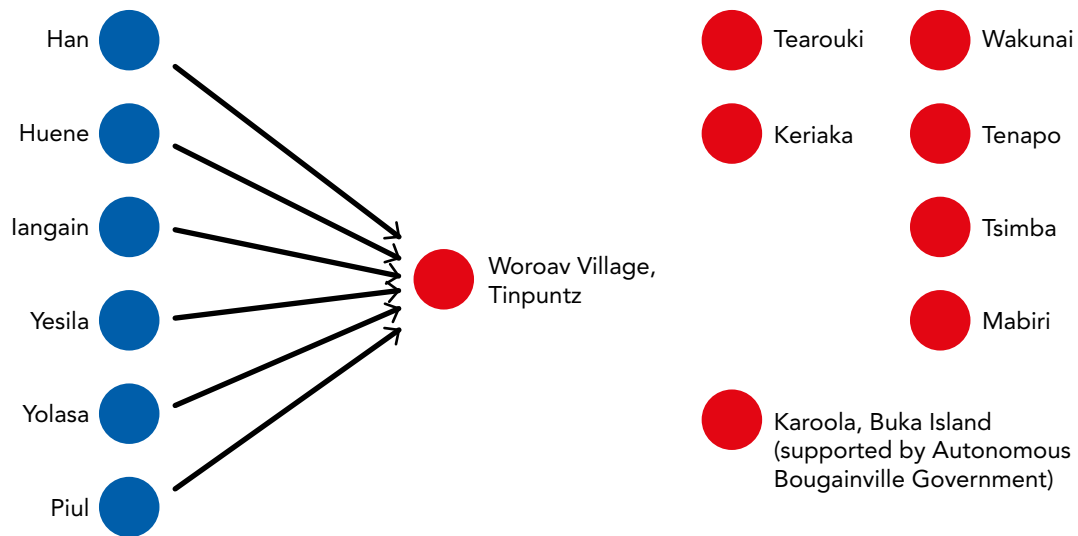 Han
Huene
Iangain
Yesila
Yolasa
Piul
Woroav Village,
Tinpuntz
Tearouki
Keriaka
Wakunai
Tenapo
Tsimba
Mabiri
Karoola, Buka Island
(supported by Autonomous
Bougainville Government)